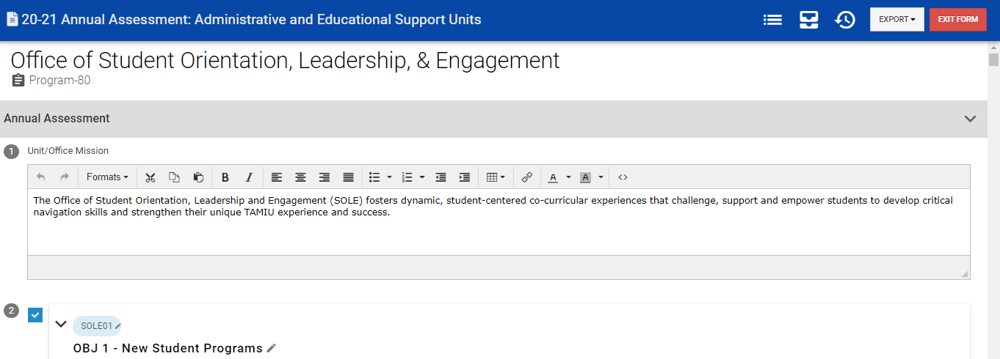 20-21 Annual Assessment: Administrative and Educational Support Units
EXPORT
EXIT FORM
Office of Student Orientation, Leadership, & Engagement
Program-80
Annual Assessment
1 Unit/Office Mission
Formats B I A A <>
The Office of Student Orientation, Leadership and Engagement (SOLE) fosters dynamic, student-centered co-curricular experiences that challenge, support and empower students to develop critical
navigation skills and strengthen their unique TAMIU experience and success.
2
SOLE01
OBJ 1 - New Student Programs